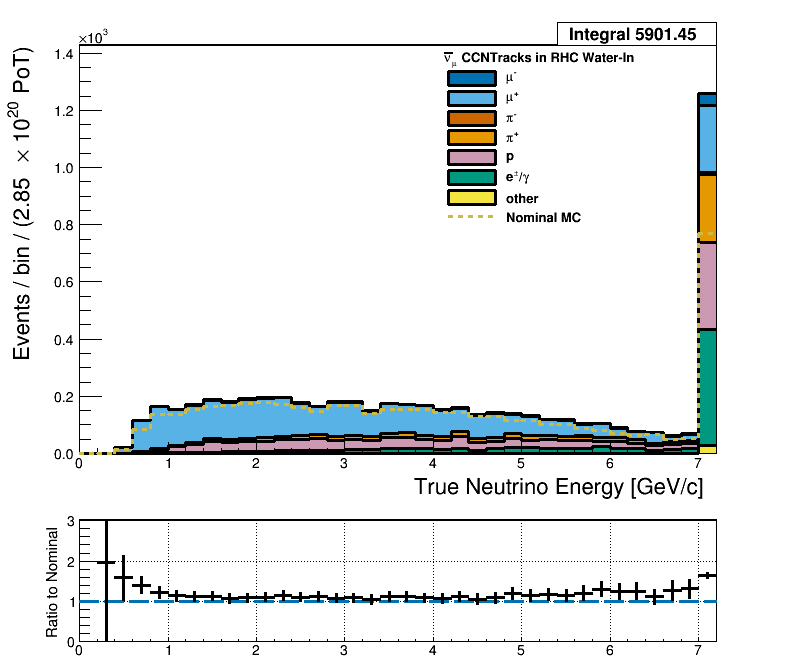 Integral 5901.45
×10³
ν̄μ CCNTracks in RHC Water-In
μ⁻
μ⁺
π⁻
π⁺
p
e±/γ
other
Nominal MC
Events / bin / (2.85 × 10²⁰ PoT)
1.4
1.2
1.0
0.8
0.6
0.4
0.2
0.0
0 1 2 3 4 5 6 7
True Neutrino Energy [GeV/c]
Ratio to Nominal
3
2
1
0
0 1 2 3 4 5 6 7